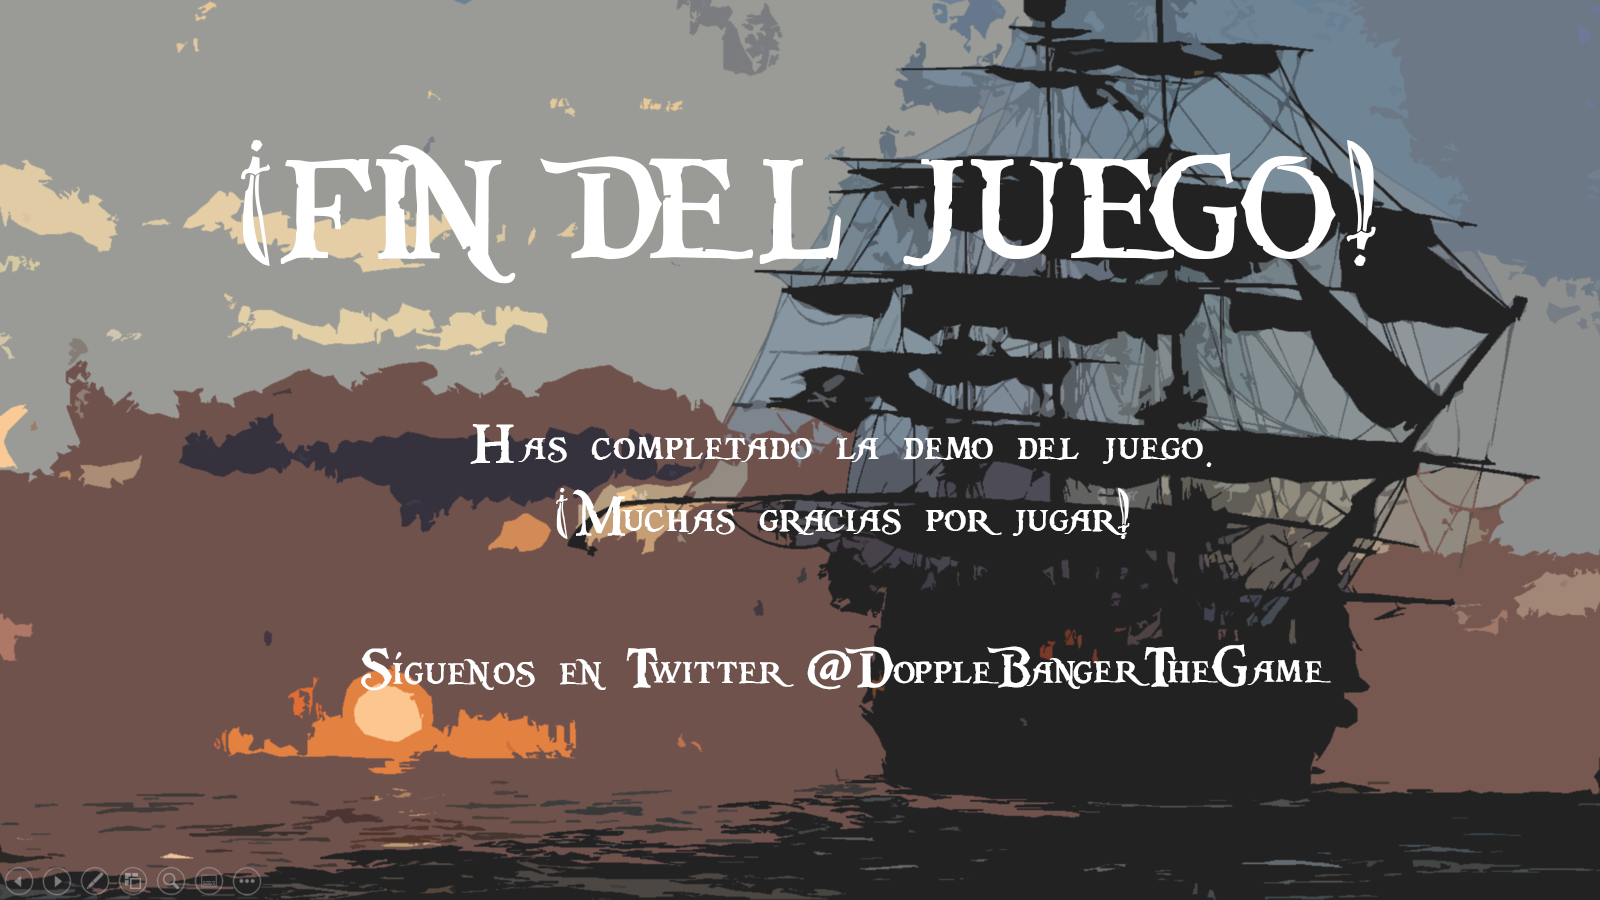 ¡FIN DEL JUEGO!
Has completado la demo del juego.
¡Muchas gracias por jugar!
Síguenos en Twitter @DoppleBangerTheGame